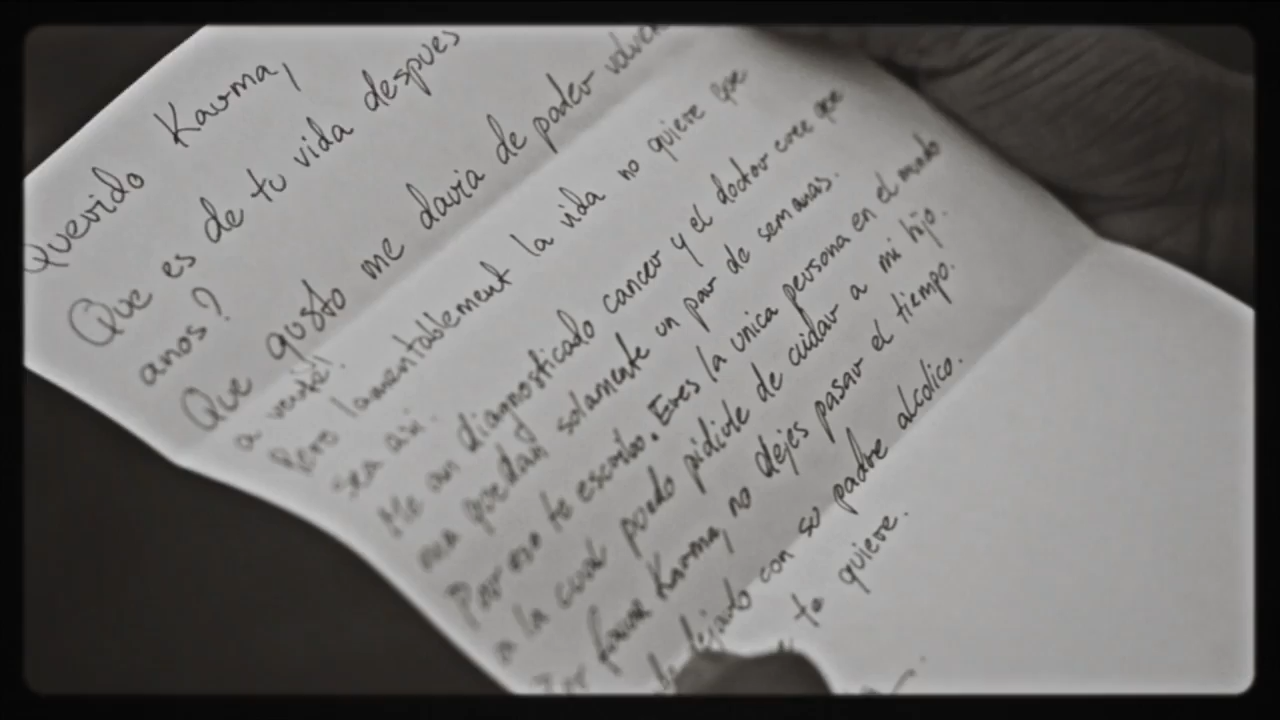 Querido Karma,
Que es de tu vida despues
anos?
Que gusto me davia de poder volver
a verte!
Pero lamentablement la vida no quiere que
sea asi.
Me an diagnosticado cancer y el doctor cree que
me quedan solamente un par de semanas.
Por eso te escribo. Eres la unica persona en el mundo
a la cual puedo pidirte de cuidar a mi hijo.
Por favor Karma, no dejes pasar el tiempo.
dejarlo con su padre alcolico.
te quiere.